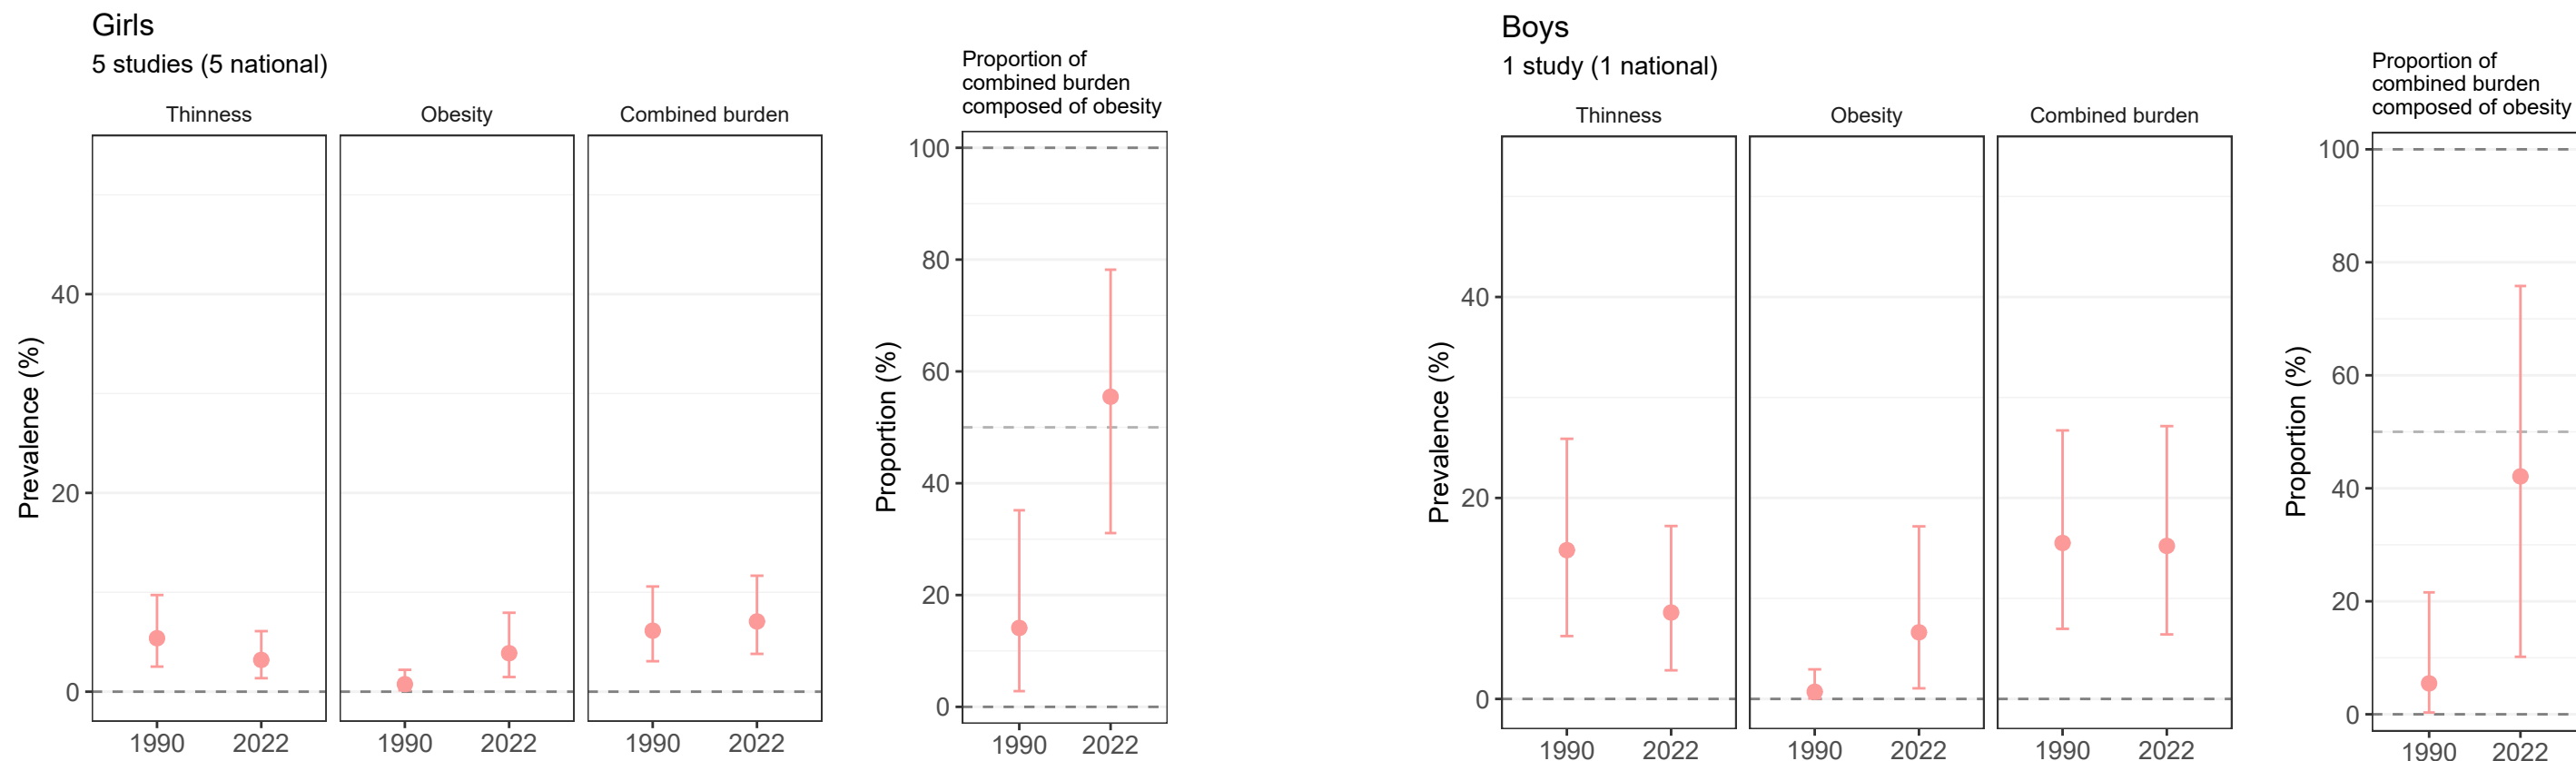 Girls
5 studies (5 national)
Thinness
Obesity
Combined burden
Prevalence (%)
40
20
0
1990 2022
1990 2022
1990 2022
Proportion of
combined burden
composed of obesity
Proportion (%)
100
80
60
40
20
0
1990 2022
Boys
1 study (1 national)
Thinness
Obesity
Combined burden
Prevalence (%)
40
20
0
1990 2022
1990 2022
1990 2022
Proportion of
combined burden
composed of obesity
Proportion (%)
100
80
60
40
20
0
1990 2022